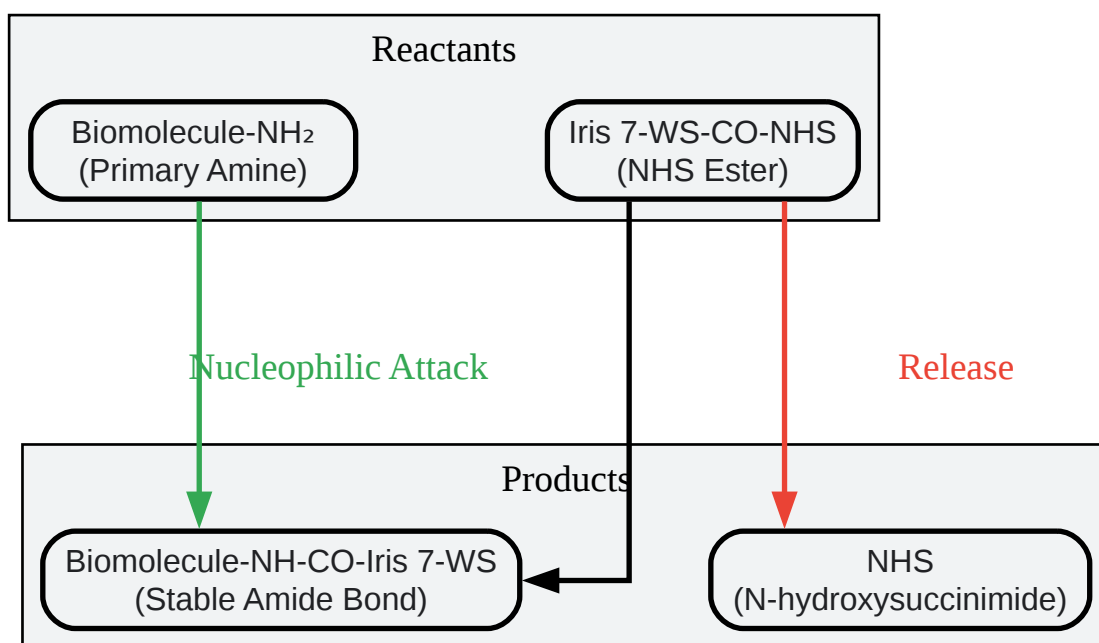 Reactants
Biomolecule-NH₂
(Primary Amine)
Iris 7-WS-CO-NHS
(NHS Ester)
Nucleophilic Attack
Release
Products
Biomolecule-NH-CO-Iris 7-WS
(Stable Amide Bond)
NHS
(N-hydroxysuccinimide)